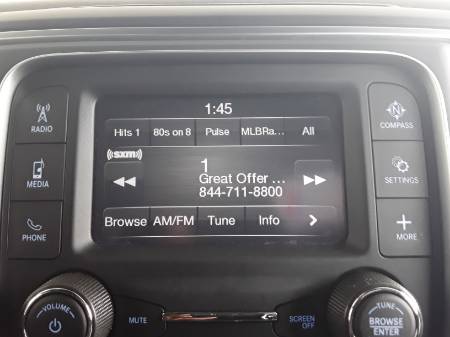 1:45
Hits 1 80s on 8 Pulse MLBRa... All
((sxm))
1
Great Offer ...
844-711-8800
Browse AM/FM Tune Info >
RADIO
MEDIA
PHONE
COMPASS
SETTINGS
MORE
VOLUME
MUTE
SCREEN OFF
TUNE
BROWSE
ENTER